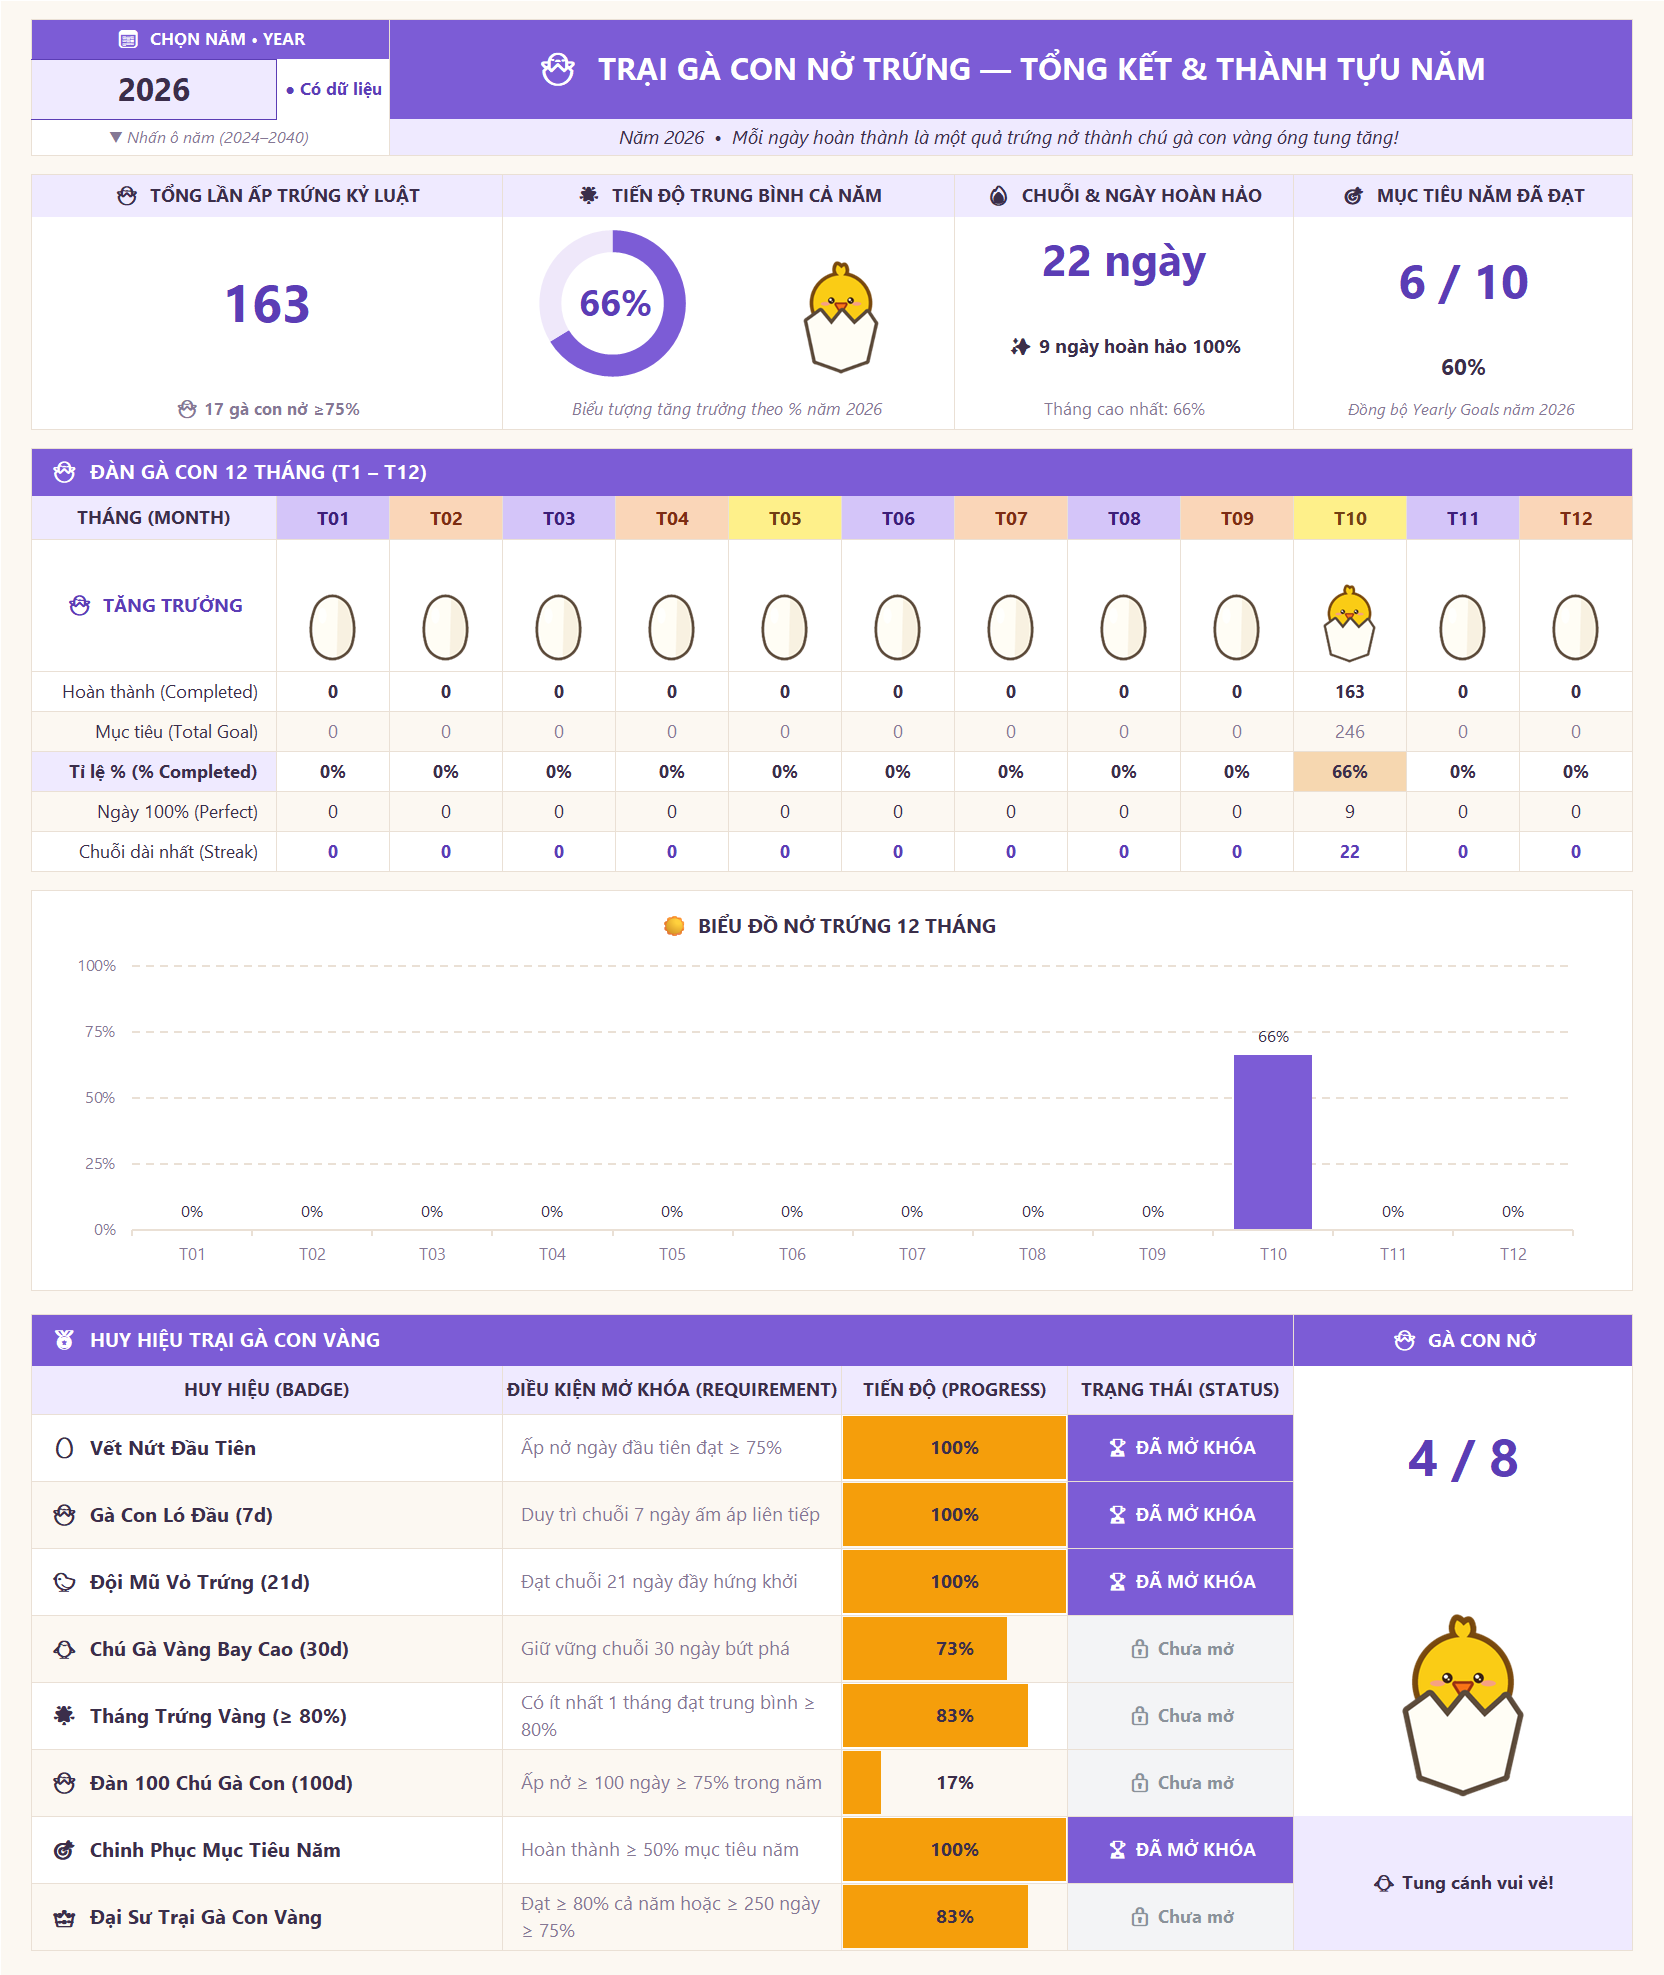 CHỌN NĂM • YEAR
2026
● Có dữ liệu
▼ Nhấn ô năm (2024–2040)
TRẠI GÀ CON NỞ TRỨNG — TỔNG KẾT & THÀNH TỰU NĂM
Năm 2026 • Mỗi ngày hoàn thành là một quả trứng nở thành chú gà con vàng óng tung tăng!
TỔNG LẦN ẤP TRỨNG KỶ LUẬT
163
17 gà con nở ≥75%
TIẾN ĐỘ TRUNG BÌNH CẢ NĂM
66%
Biểu tượng tăng trưởng theo % năm 2026
CHUỖI & NGÀY HOÀN HẢO
22 ngày
9 ngày hoàn hảo 100%
Tháng cao nhất: 66%
MỤC TIÊU NĂM ĐÃ ĐẠT
6 / 10
60%
Đồng bộ Yearly Goals năm 2026
ĐÀN GÀ CON 12 THÁNG (T1 – T12)
THÁNG (MONTH) T01 T02 T03 T04 T05 T06 T07 T08 T09 T10 T11 T12
TĂNG TRƯỞNG
Hoàn thành (Completed) 0 0 0 0 0 0 0 0 0 163 0 0
Mục tiêu (Total Goal) 0 0 0 0 0 0 0 0 0 246 0 0
Tỉ lệ % (% Completed) 0% 0% 0% 0% 0% 0% 0% 0% 0% 66% 0% 0%
Ngày 100% (Perfect) 0 0 0 0 0 0 0 0 0 9 0 0
Chuỗi dài nhất (Streak) 0 0 0 0 0 0 0 0 0 22 0 0
BIỂU ĐỒ NỞ TRỨNG 12 THÁNG
100%
75%
66%
50%
25%
0% 0% 0% 0% 0% 0% 0% 0% 0% 0% 0%
0%
T01 T02 T03 T04 T05 T06 T07 T08 T09 T10 T11 T12
HUY HIỆU TRẠI GÀ CON VÀNG
HUY HIỆU (BADGE) ĐIỀU KIỆN MỞ KHÓA (REQUIREMENT) TIẾN ĐỘ (PROGRESS) TRẠNG THÁI (STATUS)
Vết Nứt Đầu Tiên Ấp nở ngày đầu tiên đạt ≥ 75% 100% ĐÃ MỞ KHÓA
Gà Con Ló Đầu (7d) Duy trì chuỗi 7 ngày ấm áp liên tiếp 100% ĐÃ MỞ KHÓA
Đội Mũ Vỏ Trứng (21d) Đạt chuỗi 21 ngày đầy hứng khởi 100% ĐÃ MỞ KHÓA
Chú Gà Vàng Bay Cao (30d) Giữ vững chuỗi 30 ngày bứt phá 73% Chưa mở
Tháng Trứng Vàng (≥ 80%) Có ít nhất 1 tháng đạt trung bình ≥
80% 83% Chưa mở
Đàn 100 Chú Gà Con (100d) Ấp nở ≥ 100 ngày ≥ 75% trong năm 17% Chưa mở
Chinh Phục Mục Tiêu Năm Hoàn thành ≥ 50% mục tiêu năm 100% ĐÃ MỞ KHÓA
Đại Sư Trại Gà Con Vàng Đạt ≥ 80% cả năm hoặc ≥ 250 ngày
≥ 75% 83% Chưa mở
GÀ CON NỞ
4 / 8
Tung cánh vui vẻ!